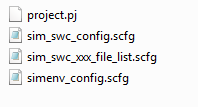 project.pj
sim_swc_config.scfg
sim_swc_xxx_file_list.scfg
simenv_config.scfg